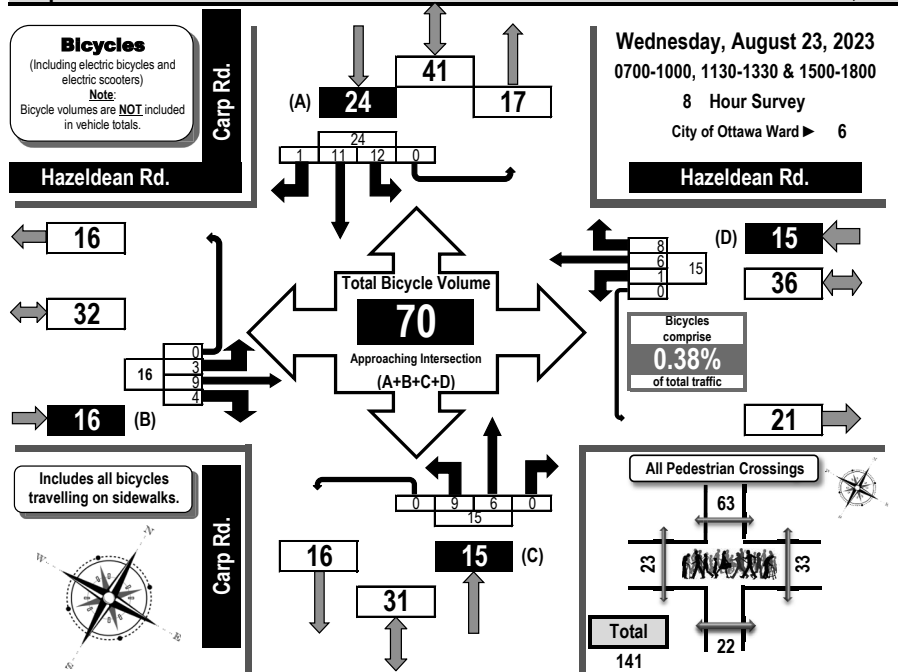 Bicycles
(Including electric bicycles and
electric scooters)
Note:
Bicycle volumes are NOT included
in vehicle totals.
Carp Rd.
Hazeldean Rd.
41
(A) 24
17
24
1 11 12 0
Wednesday, August 23, 2023
0700-1000, 1130-1330 & 1500-1800
8 Hour Survey
City of Ottawa Ward ► 6
Hazeldean Rd.
16
32
16
0
3
9
4
16 (B)
Total Bicycle Volume
70
Approaching Intersection
(A+B+C+D)
8
6
1
0
15
(D) 15
36
Bicycles
comprise
0.38%
of total traffic
21
Includes all bicycles
travelling on sidewalks.
Carp Rd.
N
W
E
S
0 9 6 0
15
16
15 (C)
31
All Pedestrian Crossings
63
23
33
22
Total
141